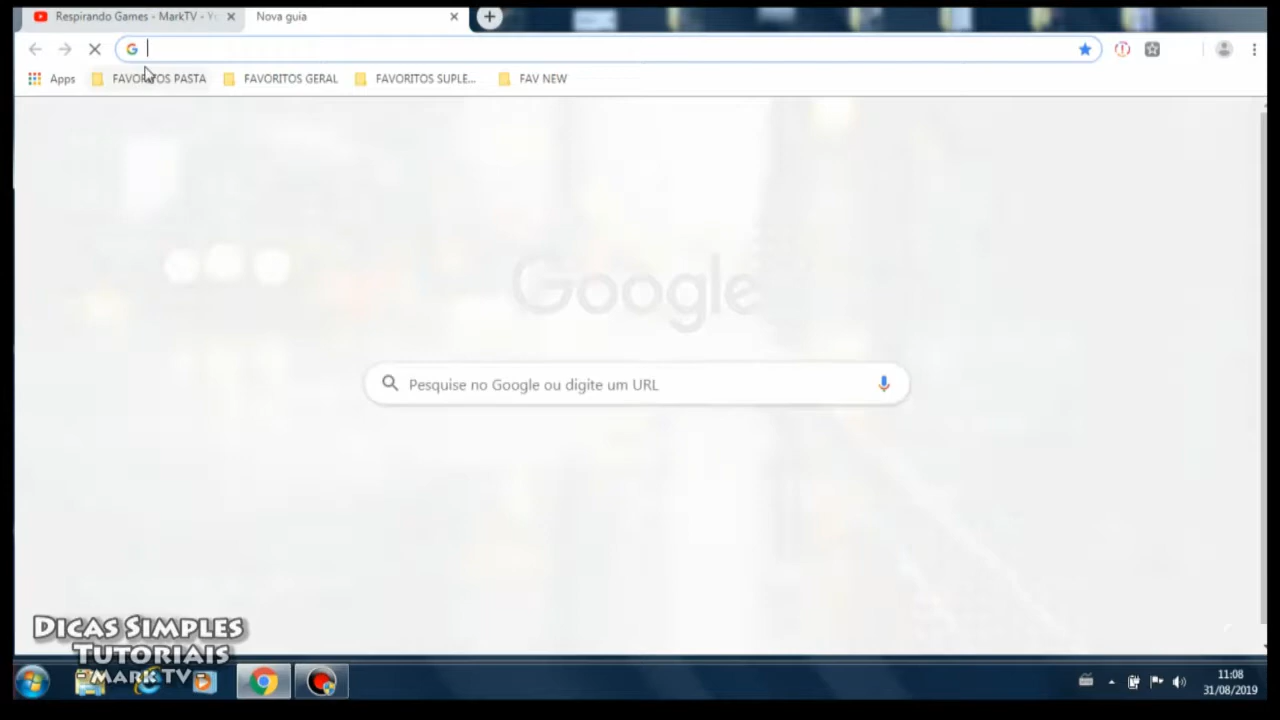 Respirando Games - MarkTV - Yo
Nova guia
Apps
FAVORITOS PASTA
FAVORITOS GERAL
FAVORITOS SUPLE...
FAV NEW
Google
Pesquise no Google ou digite um URL
DICAS SIMPLES
TUTORIAIS
-MARK TV-
11:08
31/08/2019